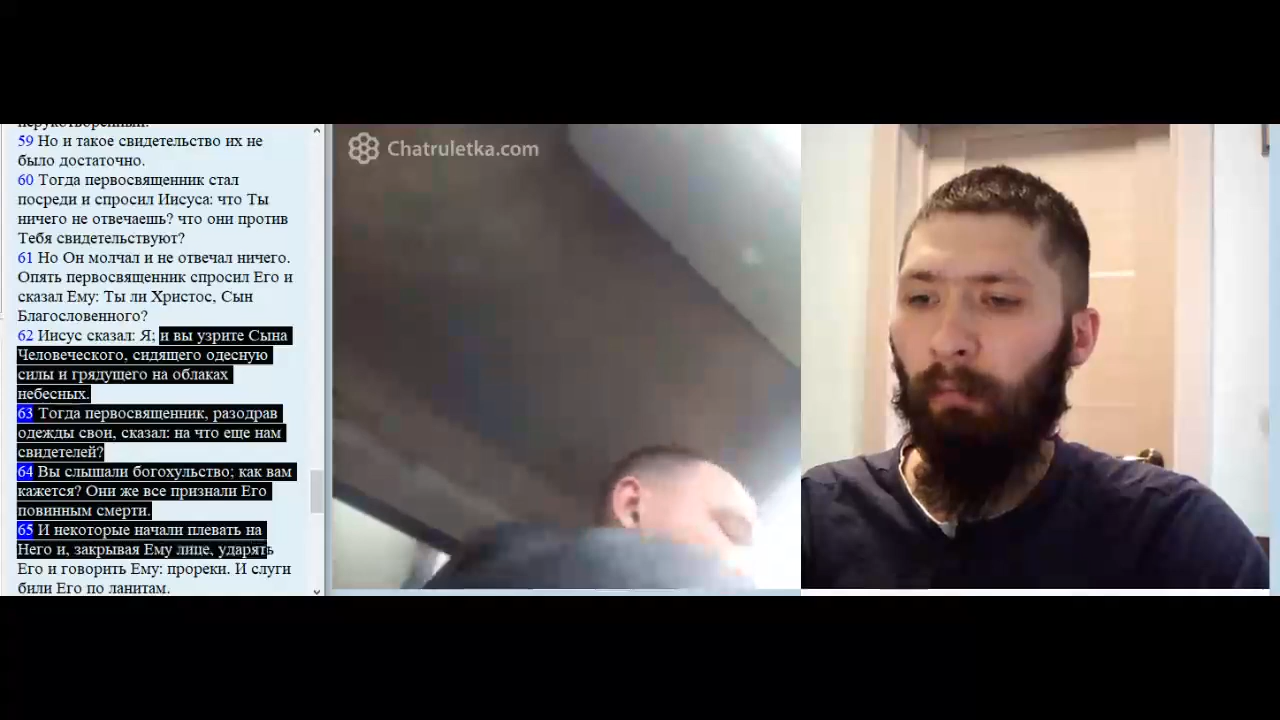 нерукотворенный.
59 Но и такое свидетельство их не
было достаточно.
60 Тогда первосвященник стал
посреди и спросил Иисуса: что Ты
ничего не отвечаешь? что они против
Тебя свидетельствуют?
61 Но Он молчал и не отвечал ничего.
Опять первосвященник спросил Его и
сказал Ему: Ты ли Христос, Сын
Благословенного?
62 Иисус сказал: Я; и вы узрите Сына
Человеческого, сидящего одесную
силы и грядущего на облаках
небесных.
63 Тогда первосвященник, разодрав
одежды свои, сказал: на что еще нам
свидетелей?
64 Вы слышали богохульство; как вам
кажется? Они же все признали Его
повинным смерти.
65 И некоторые начали плевать на
Него и, закрывая Ему лице, ударять
Его и говорить Ему: прореки. И слуги
били Его по ланитам.
Chatruletka.com